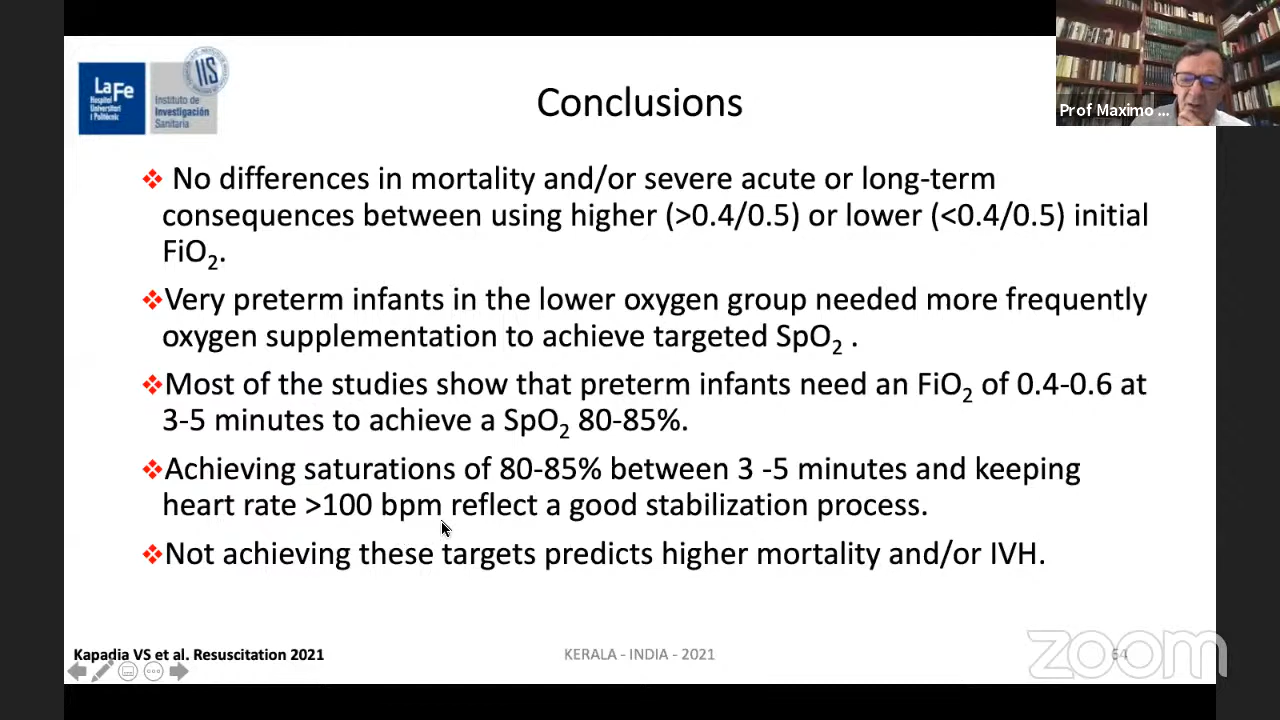 LaFe
Hospital
Universitari
i Politècnic
IIS
Instituto de
Investigación
Sanitaria
Conclusions
Prof Maximo ...
❖ No differences in mortality and/or severe acute or long-term
consequences between using higher (>0.4/0.5) or lower (<0.4/0.5) initial
FiO₂.
❖Very preterm infants in the lower oxygen group needed more frequently
oxygen supplementation to achieve targeted SpO₂ .
❖Most of the studies show that preterm infants need an FiO₂ of 0.4-0.6 at
3-5 minutes to achieve a SpO₂ 80-85%.
❖Achieving saturations of 80-85% between 3 -5 minutes and keeping
heart rate >100 bpm reflect a good stabilization process.
❖Not achieving these targets predicts higher mortality and/or IVH.
Kapadia VS et al. Resuscitation 2021
KERALA - INDIA - 2021
64
zoom